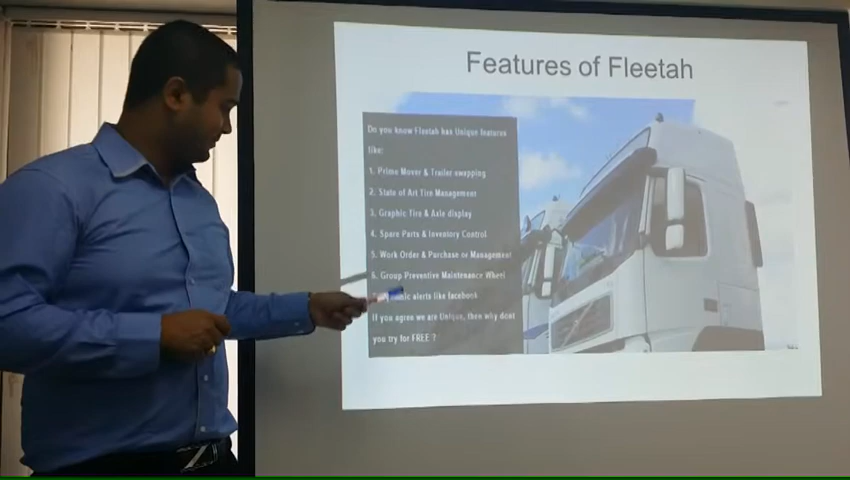 Features of Fleetah
Do you know Fleetah has Unique features
like:
1. Prime Mover & Trailer swapping
2. State of Art Tire Management
3. Graphic Tire & Axle display
4. Spare Parts & Inventory Control
5. Work Order & Purchase or Management
6. Group Preventive Maintenance Wheel
alerts like facebook
If you agree we are Unique, then why dont
you try for FREE ?